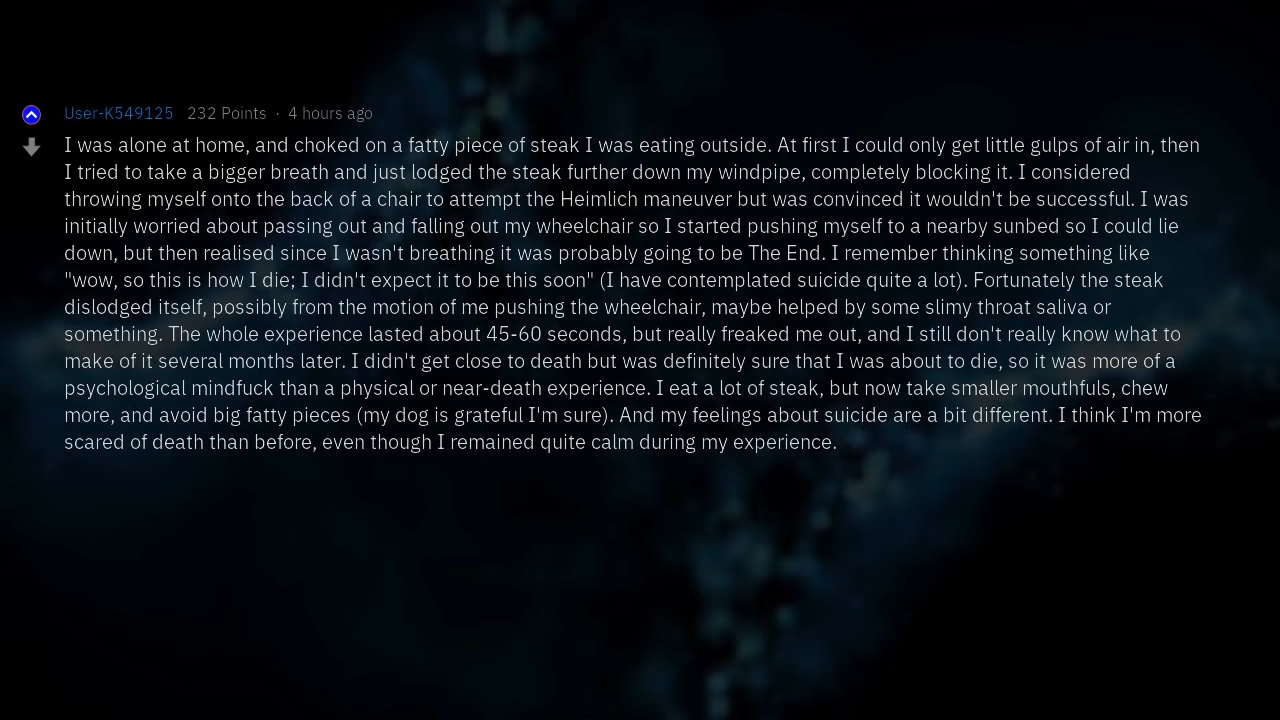 User-K549125 232 Points · 4 hours ago
I was alone at home, and choked on a fatty piece of steak I was eating outside. At first I could only get little gulps of air in, then
I tried to take a bigger breath and just lodged the steak further down my windpipe, completely blocking it. I considered
throwing myself onto the back of a chair to attempt the Heimlich maneuver but was convinced it wouldn't be successful. I was
initially worried about passing out and falling out my wheelchair so I started pushing myself to a nearby sunbed so I could lie
down, but then realised since I wasn't breathing it was probably going to be The End. I remember thinking something like
"wow, so this is how I die; I didn't expect it to be this soon" (I have contemplated suicide quite a lot). Fortunately the steak
dislodged itself, possibly from the motion of me pushing the wheelchair, maybe helped by some slimy throat saliva or
something. The whole experience lasted about 45-60 seconds, but really freaked me out, and I still don't really know what to
make of it several months later. I didn't get close to death but was definitely sure that I was about to die, so it was more of a
psychological mindfuck than a physical or near-death experience. I eat a lot of steak, but now take smaller mouthfuls, chew
more, and avoid big fatty pieces (my dog is grateful I'm sure). And my feelings about suicide are a bit different. I think I'm more
scared of death than before, even though I remained quite calm during my experience.